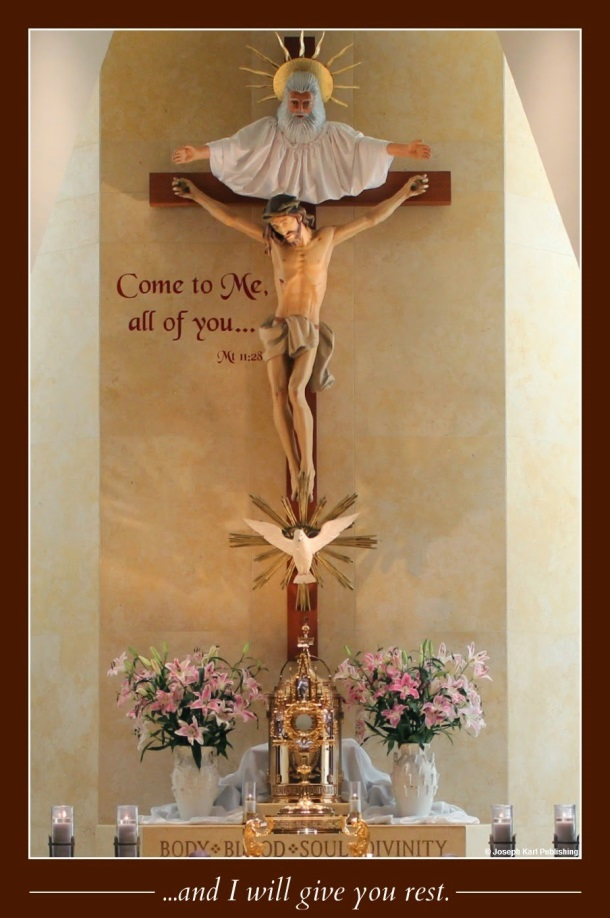 Come to Me,
all of you...
Mt 11:28
BODY BLOOD SOUL DIVINITY
© Joseph Karl Publishing
...and I will give you rest.